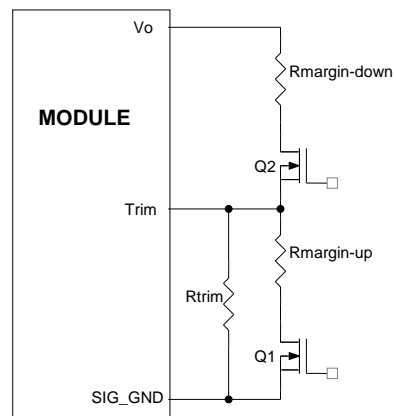 Vo
Rmargin-down
MODULE
Q2
Trim
Rmargin-up
Rtrim
Q1
SIG_GND